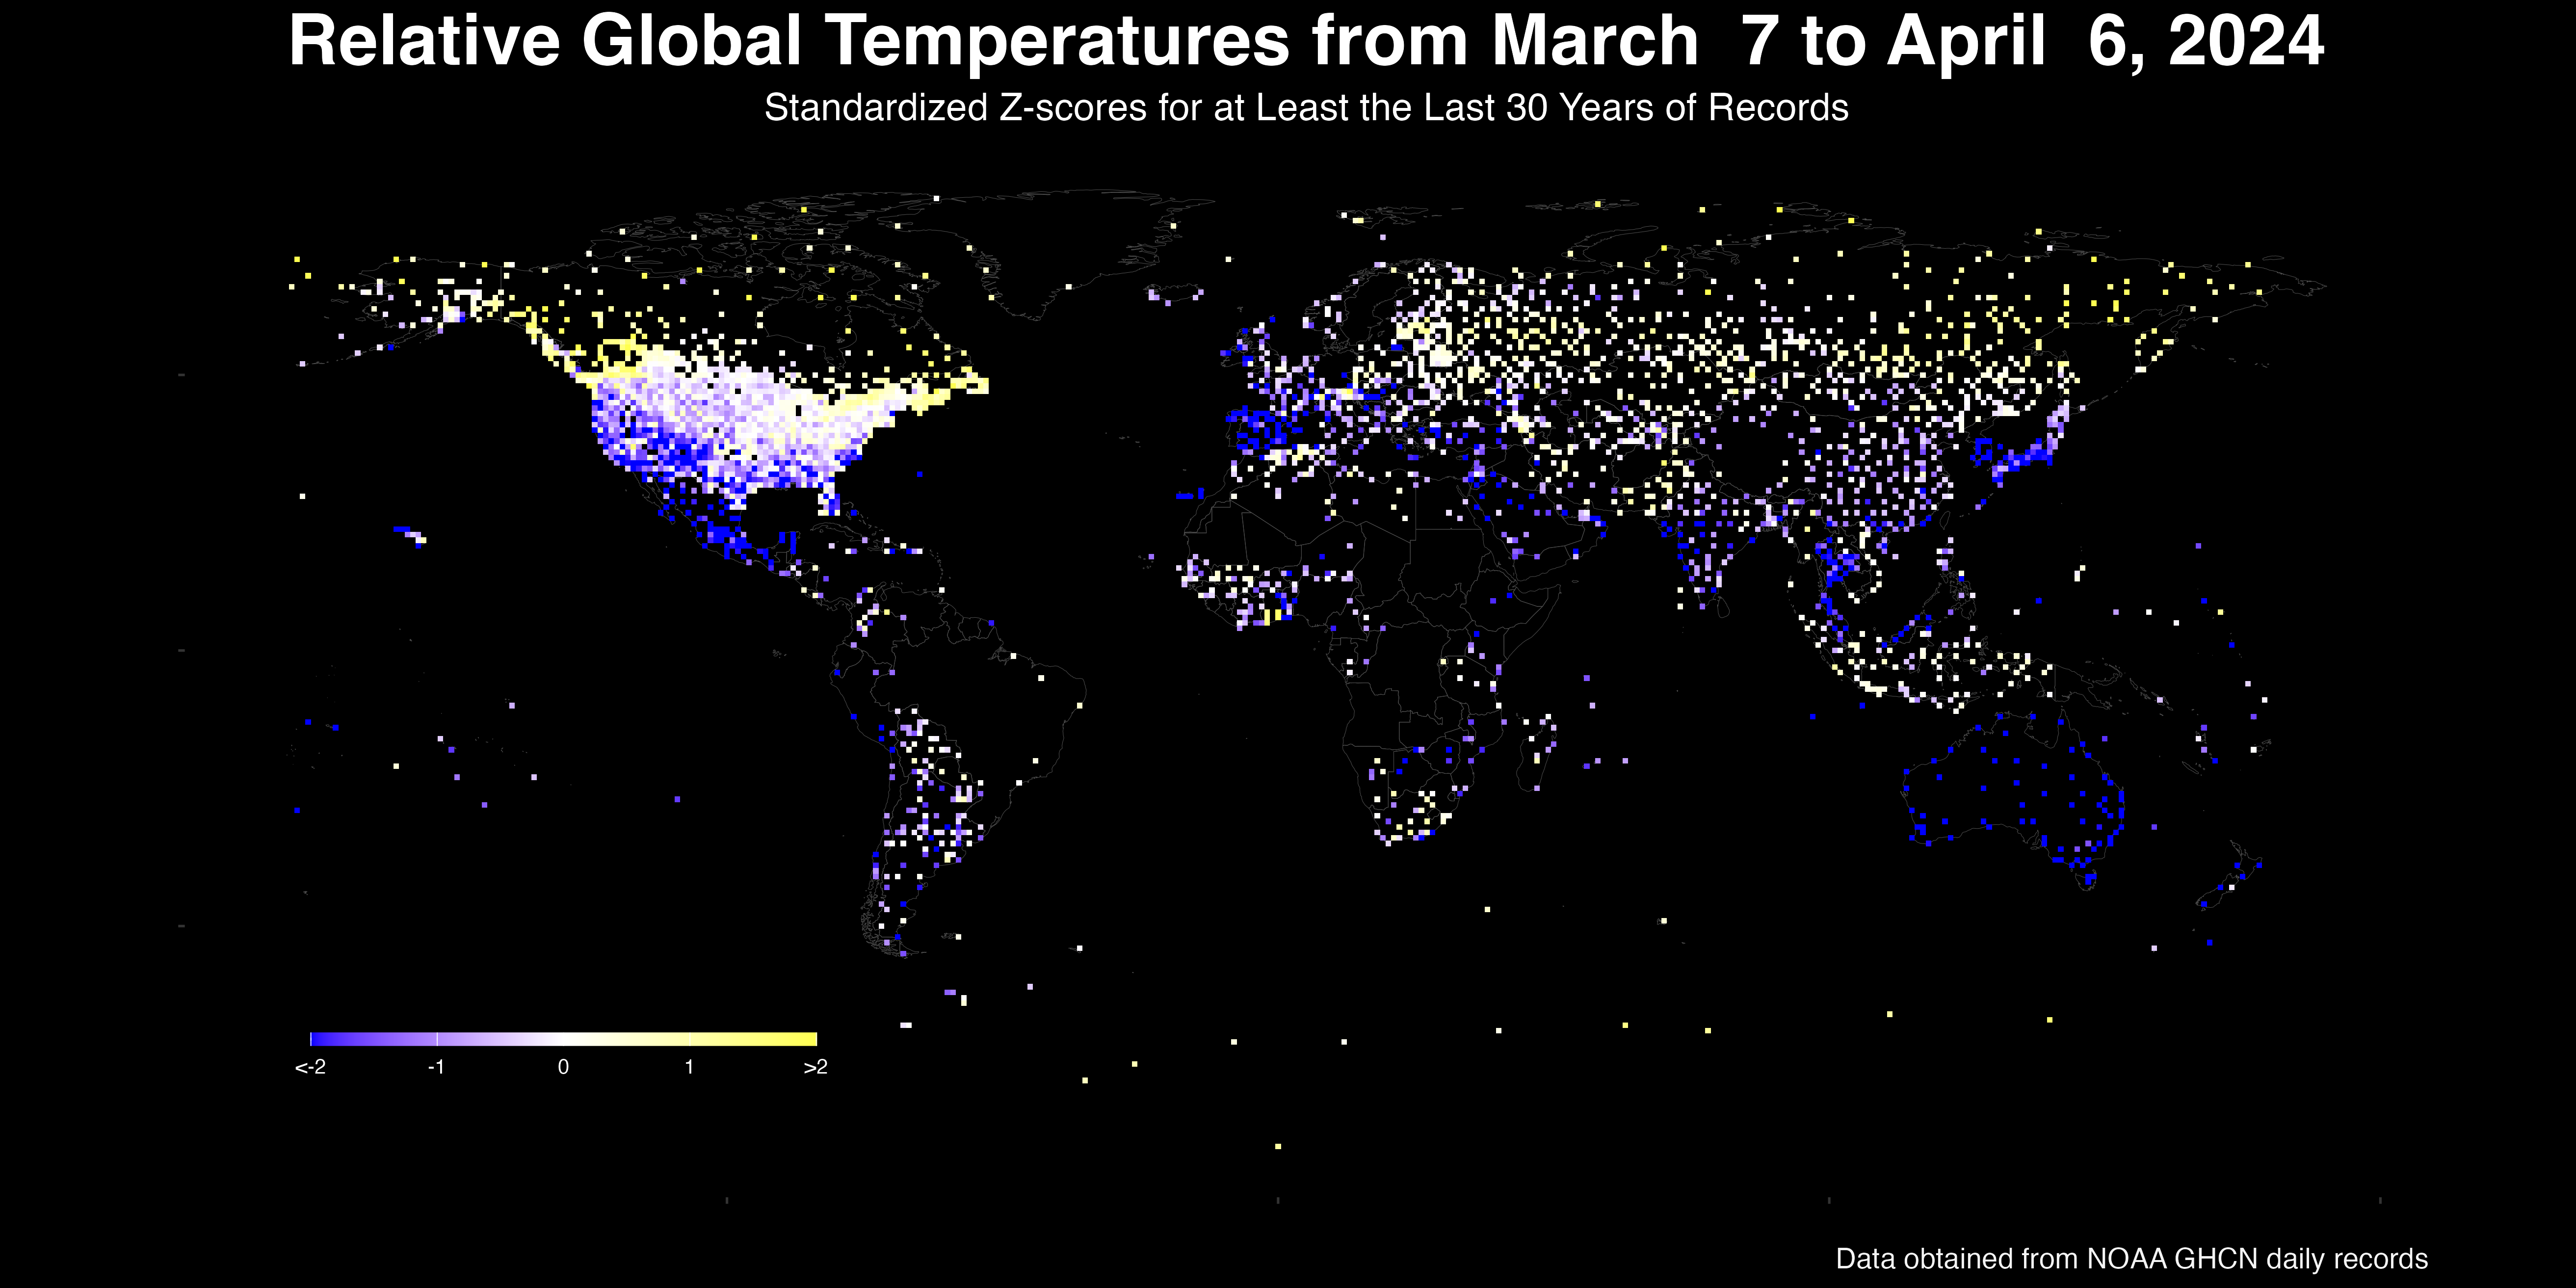 Relative Global Temperatures from March  7 to April  6, 2024
Standardized Z-scores for at Least the Last 30 Years of Records
<-2 -1 0 1 >2
Data obtained from NOAA GHCN daily records